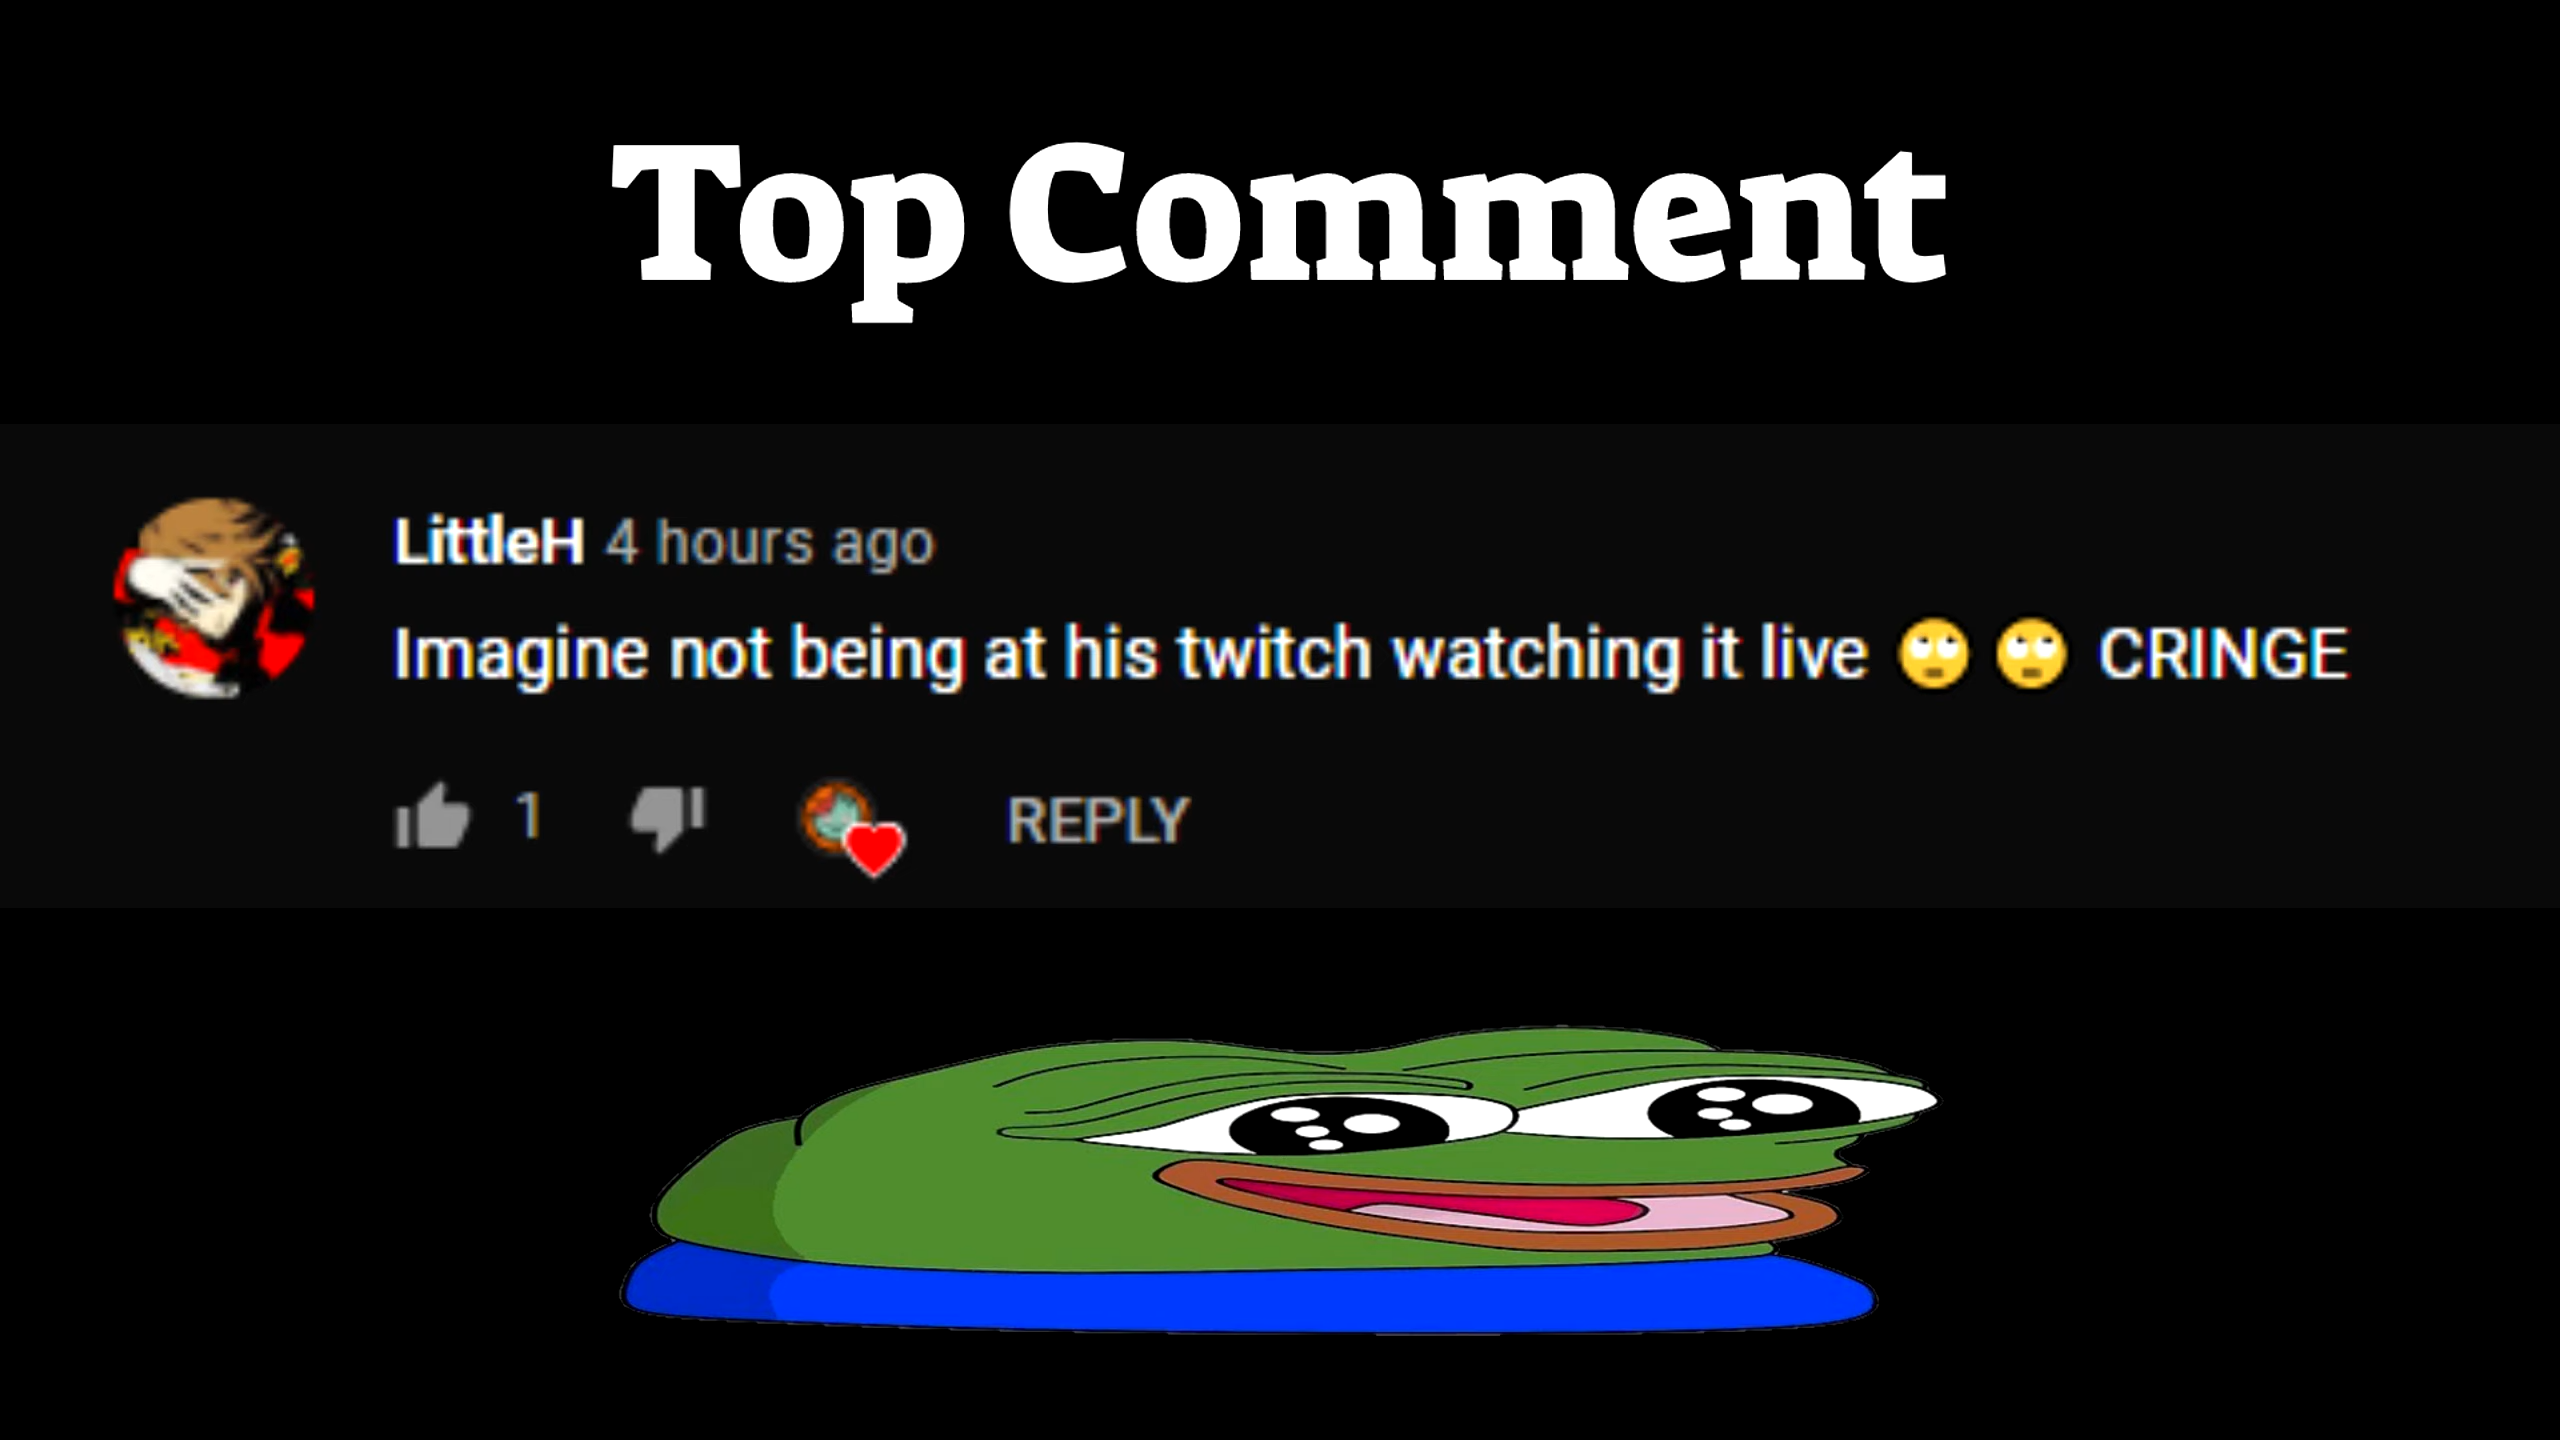 Top Comment
LittleH 4 hours ago
Imagine not being at his twitch watching it live 🙄 🙄 CRINGE
1 REPLY